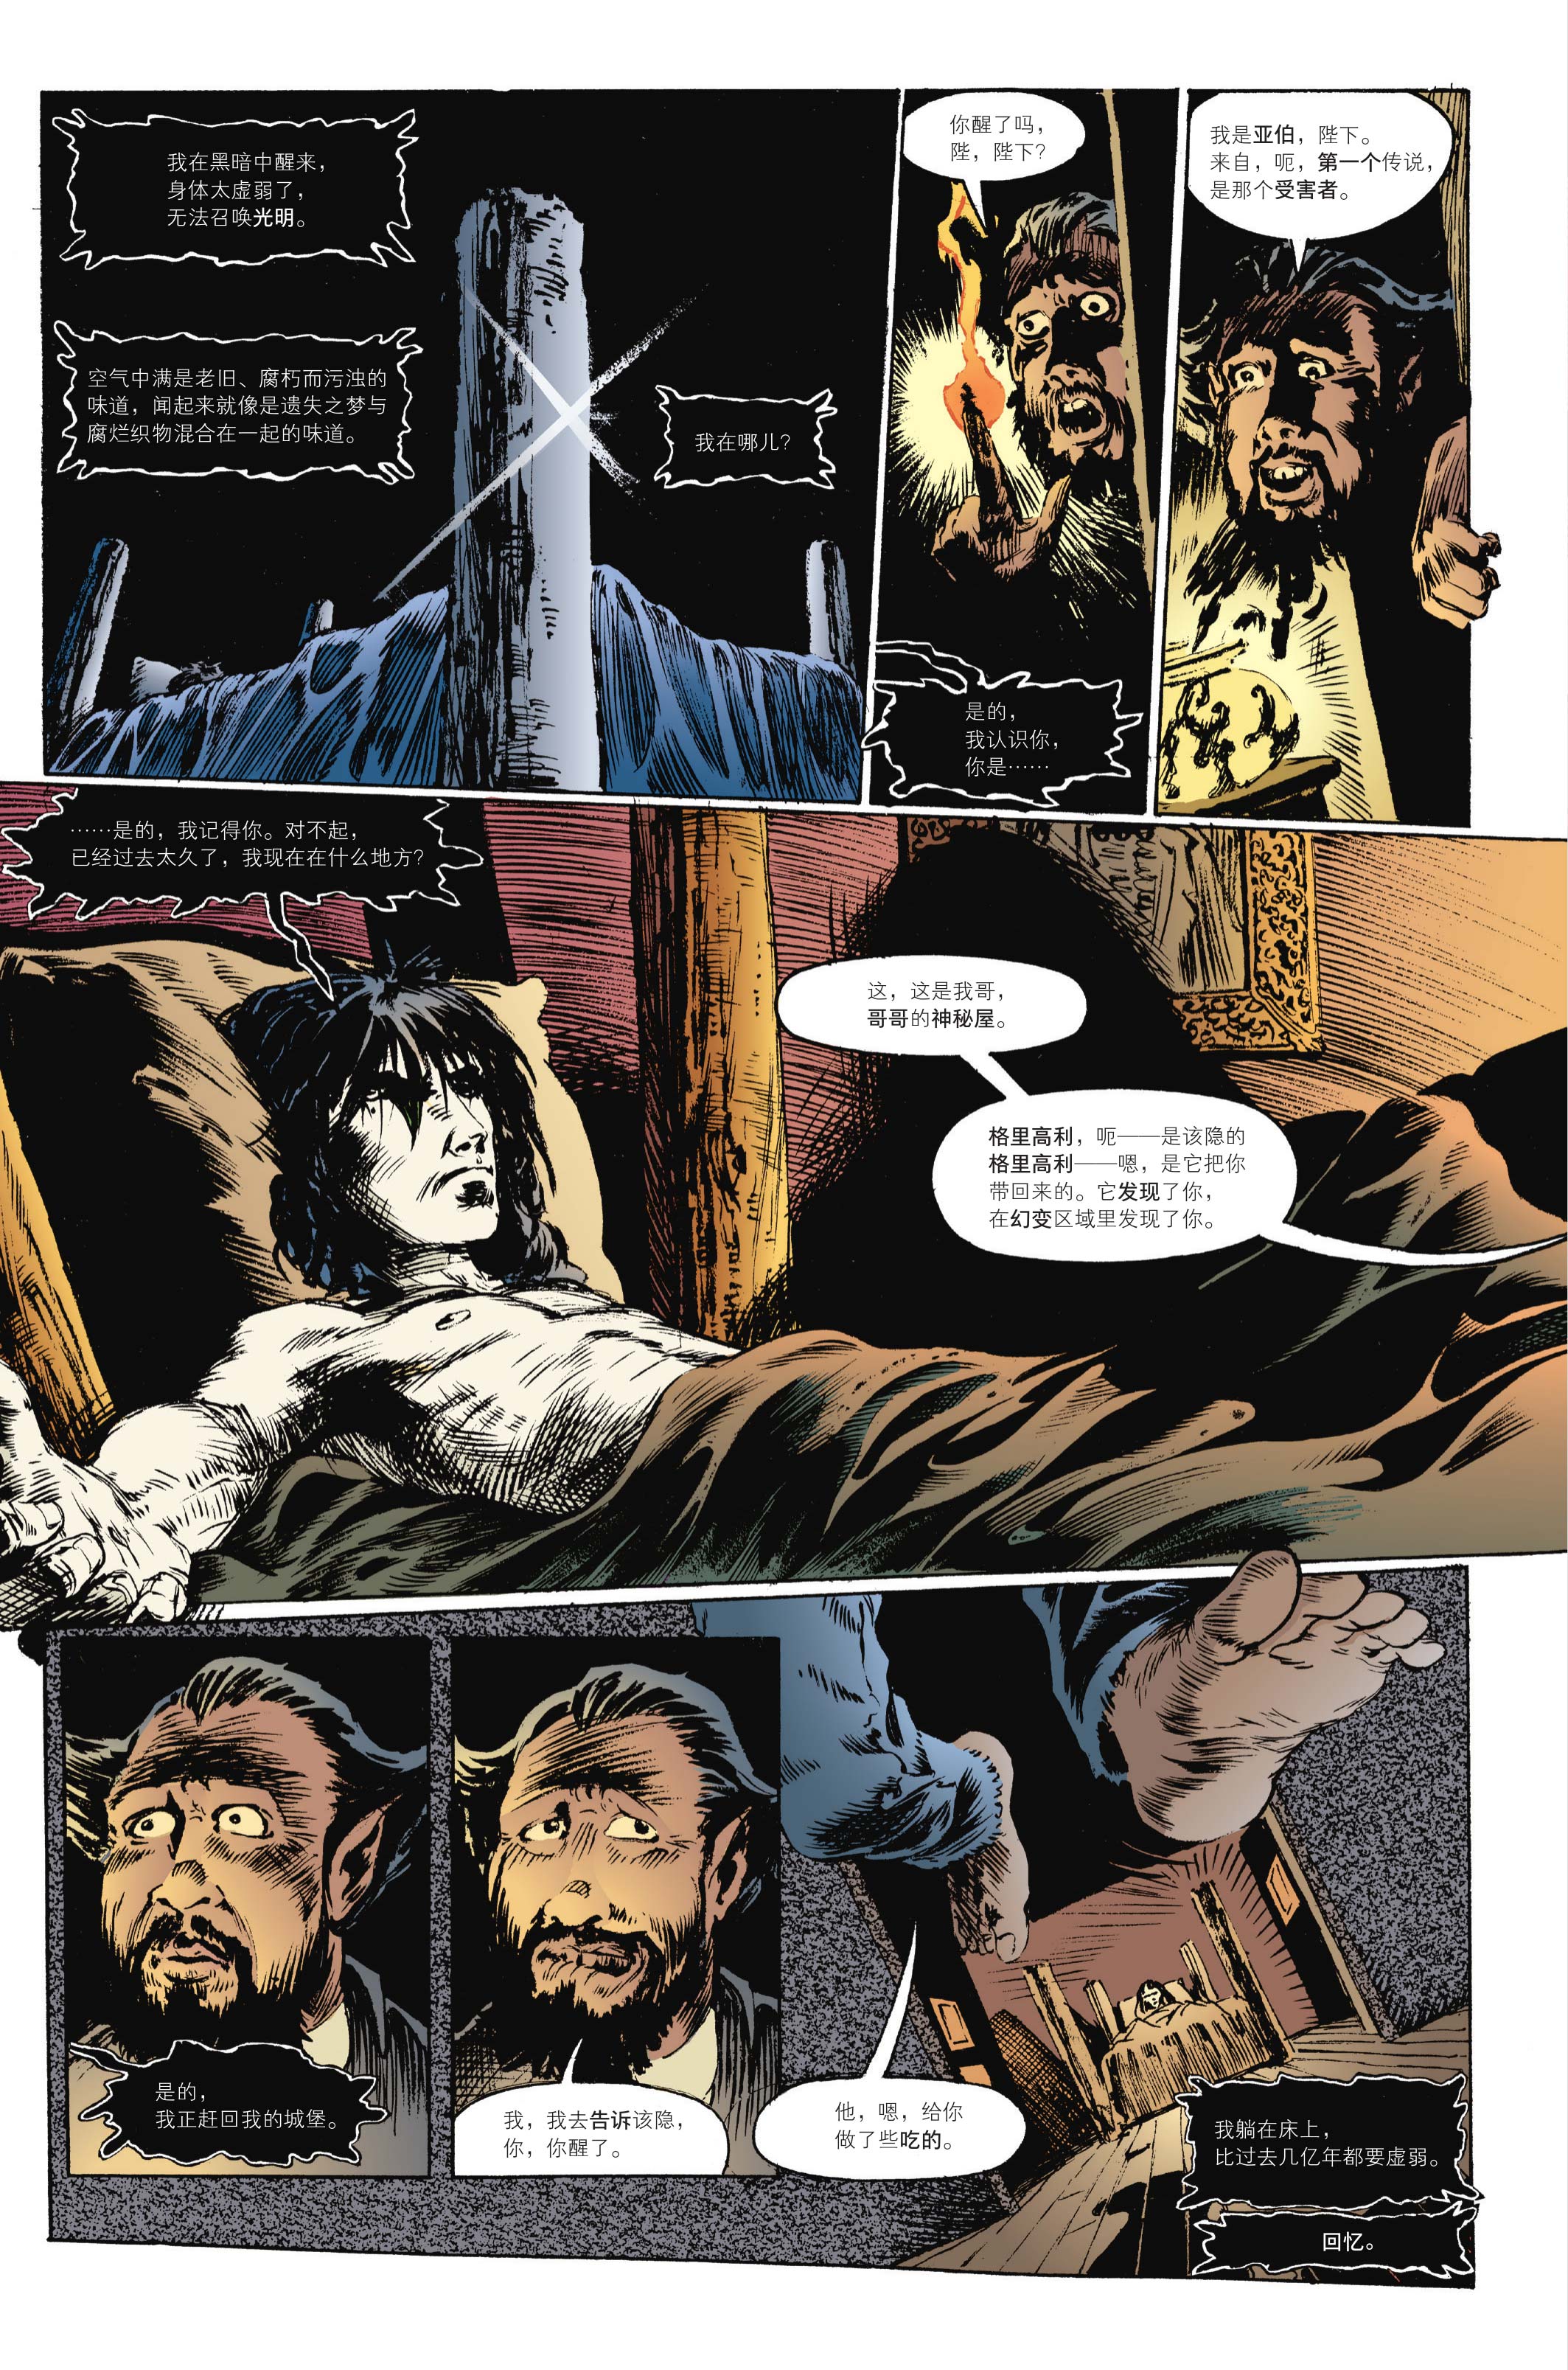 我在黑暗中醒来，
身体太虚弱了，
无法召唤光明。
空气中满是老旧、腐朽而污浊的
味道，闻起来就像是遗失之梦与
腐烂织物混合在一起的味道。
我在哪儿？
你醒了吗，
陛，陛下？
是的，
我认识你，
你是……
我是亚伯，陛下。
来自，呃，第一个传说，
是那个受害者。
……是的，我记得你。对不起，
已经过去太久了，我现在在什么地方？
这，这是我哥，
哥哥的神秘屋。
格里高利，呃——是该隐的
格里高利——嗯，是它把你
带回来的。它发现了你，
在幻变区域里发现了你。
是的，
我正赶回我的城堡。
我，我去告诉该隐，
你，你醒了。
他，嗯，给你
做了些吃的。
我躺在床上，
比过去几亿年都要虚弱。
回忆。